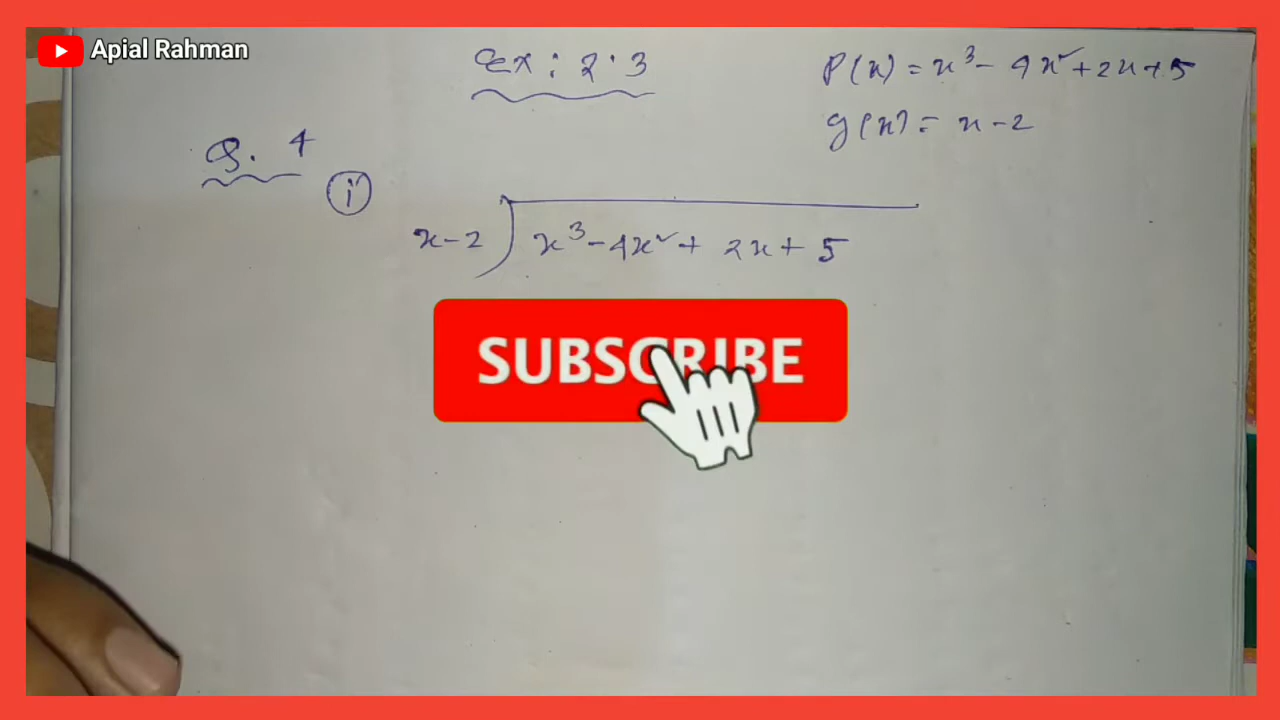 Apial Rahman
Ex: 2.3
P(x) = x³ - 4x² + 2x + 5
g(x) = x - 2
Q. 4
i
x - 2 ) x³ - 4x² + 2x + 5
SUBSCRIBE